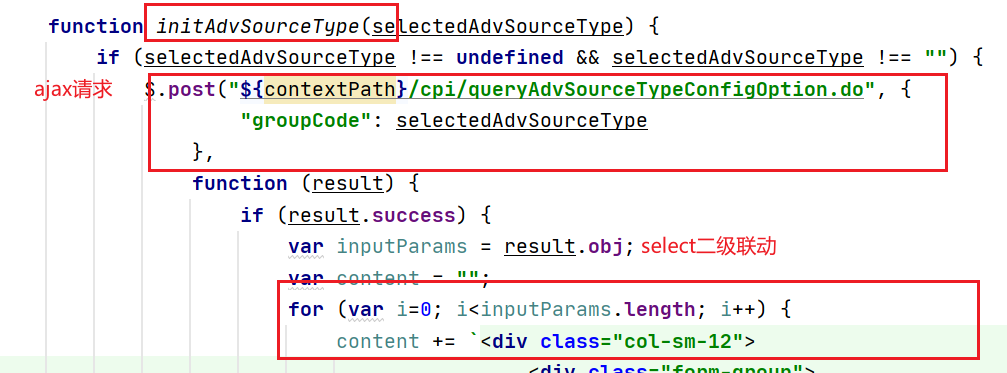 function initAdvSourceType(selectedAdvSourceType) {
if (selectedAdvSourceType !== undefined && selectedAdvSourceType !== "") {
ajax请求 $.post("${contextPath}/cpi/queryAdvSourceTypeConfigOption.do", {
"groupCode": selectedAdvSourceType
},
function (result) {
if (result.success) {
var inputParams = result.obj; select二级联动
var content = "";
for (var i=0; i<inputParams.length; i++) {
content += `<div class="col-sm-12">
<div class="form-group">